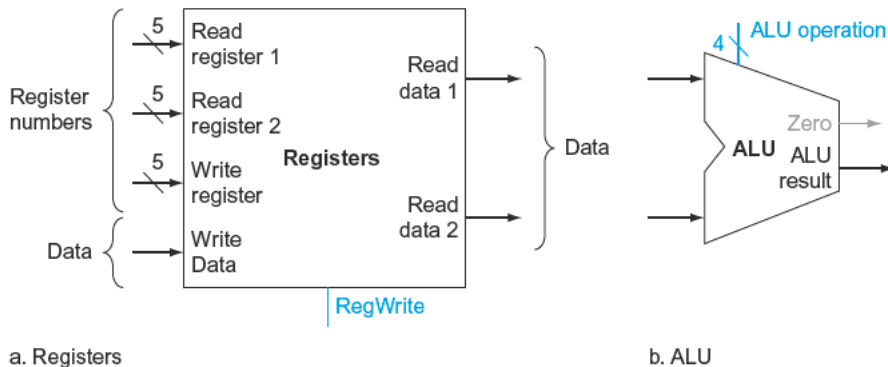 Register
numbers
Data
5
Read
register 1
5
Read
register 2
5
Write
register
Write
Data
Registers
Read
data 1
Read
data 2
RegWrite
Data
4
ALU operation
Zero
ALU
ALU
result
a. Registers
b. ALU